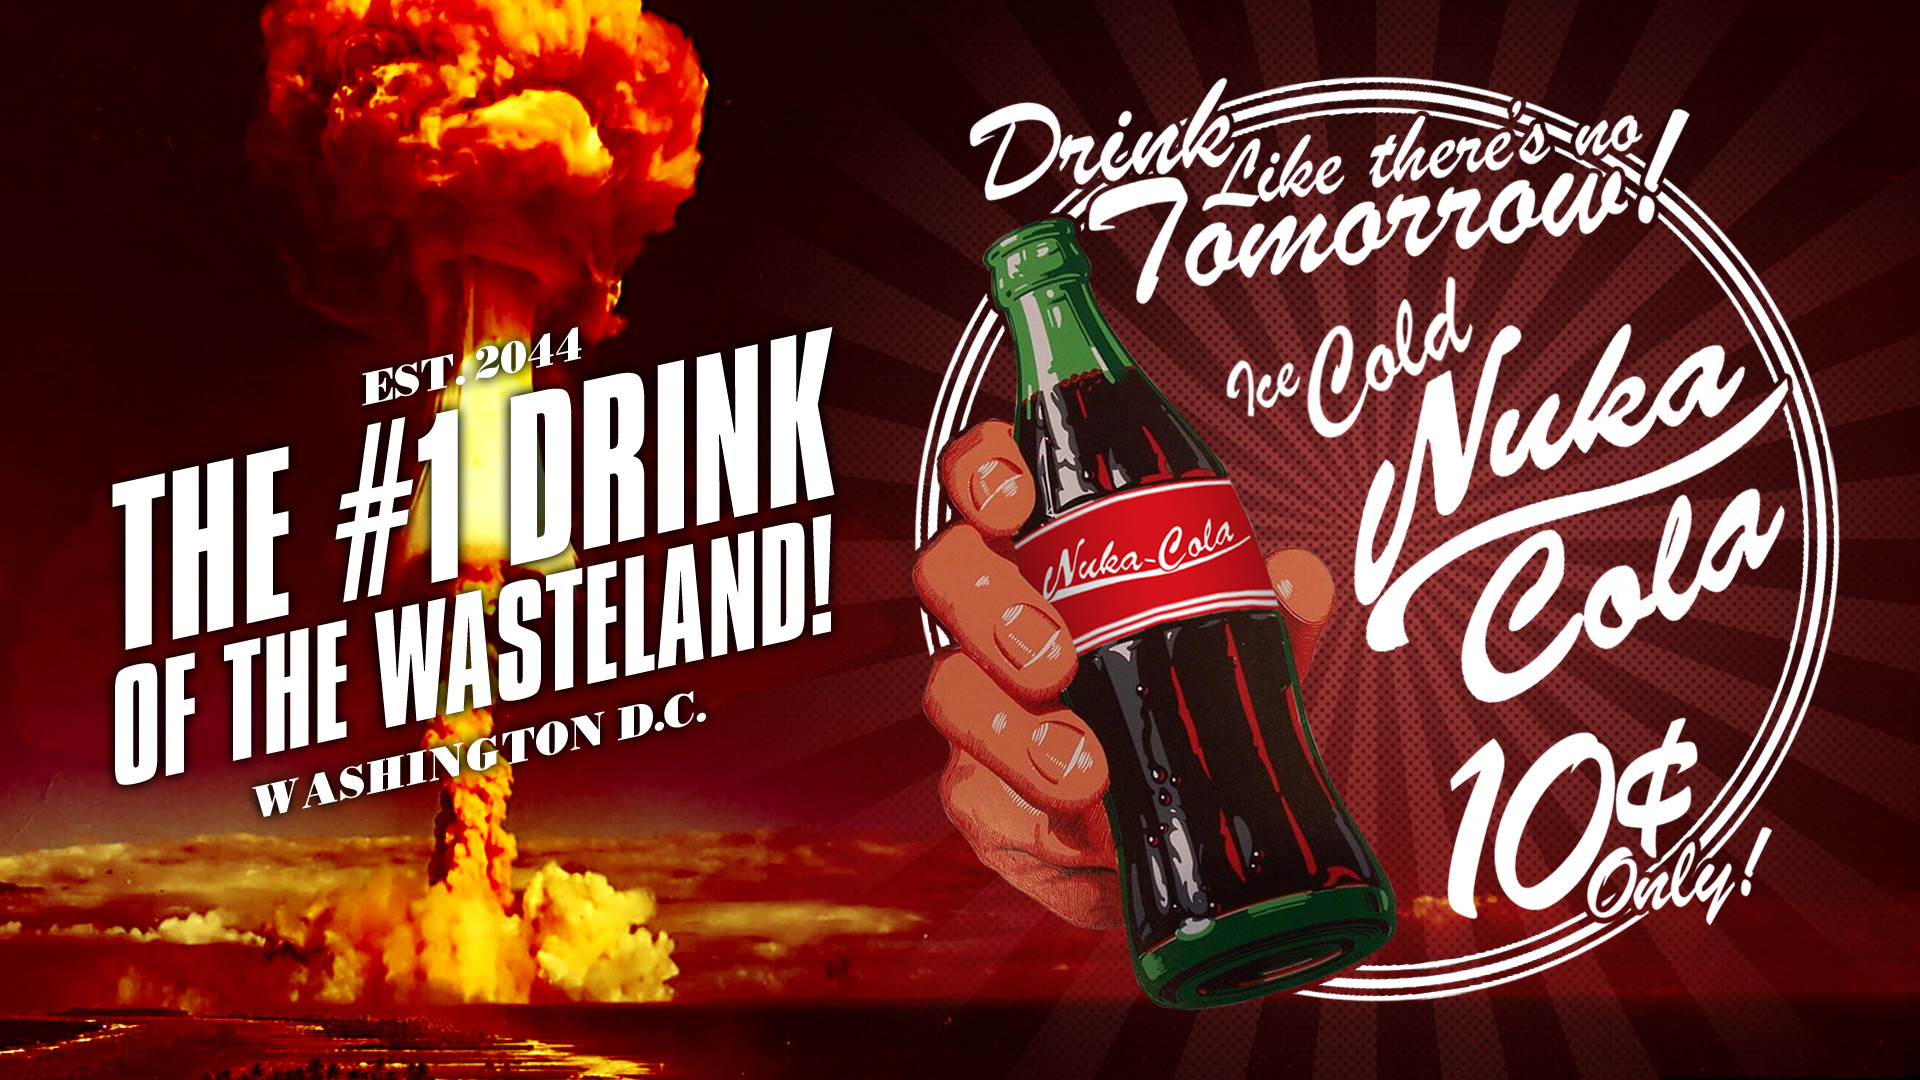 EST. 2044
THE #1 DRINK
OF THE WASTELAND!
WASHINGTON D.C.
Drink
Like there's no
Tomorrow!
Ice Cold
Nuka
Cola
10¢
Only!
Nuka-Cola